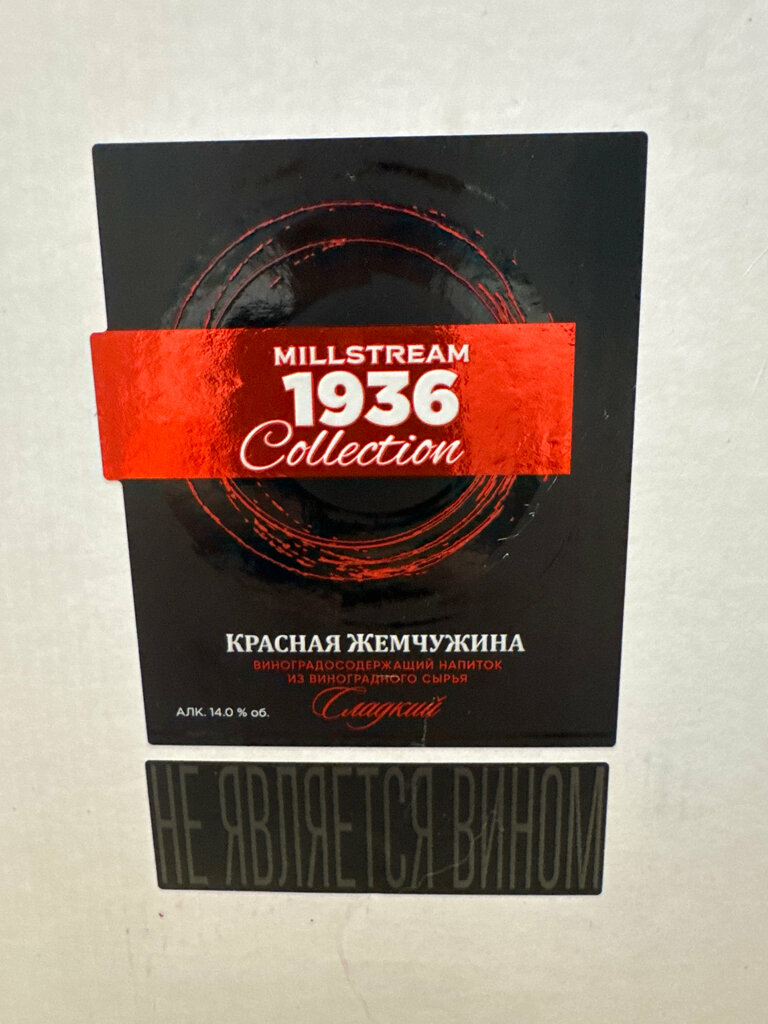 MILLSTREAM
1936
Collection
КРАСНАЯ ЖЕМЧУЖИНА
ВИНОГРАДОСОДЕРЖАЩИЙ НАПИТОК
ИЗ ВИНОГРАДНОГО СЫРЬЯ
Сладкий
АЛК. 14.0 % об.
НЕ ЯВЛЯЕТСЯ ВИНОМ